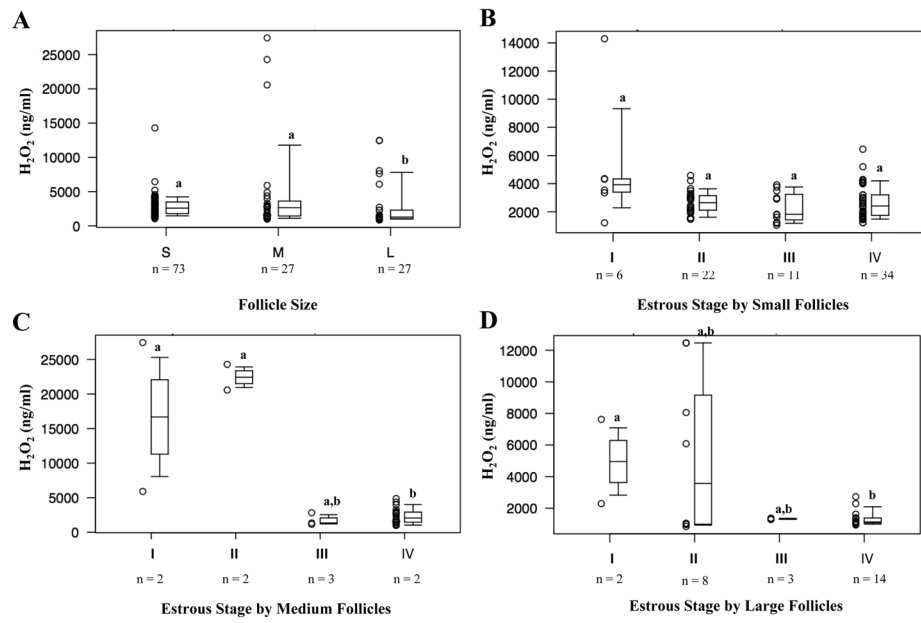 A
H₂O₂ (ng/ml)
25000
20000
15000
10000
5000
0
a
a
b
S M L
n = 73 n = 27 n = 27
Follicle Size
B
H₂O₂ (ng/ml)
14000
12000
10000
8000
6000
4000
2000
a
a
a
a
I II III IV
n = 6 n = 22 n = 11 n = 34
Estrous Stage by Small Follicles
C
H₂O₂ (ng/ml)
25000
20000
15000
10000
5000
0
a
a
a,b
b
I II III IV
n = 2 n = 2 n = 3 n = 2
Estrous Stage by Medium Follicles
D
H₂O₂ (ng/ml)
12000
10000
8000
6000
4000
2000
a
a,b
a,b
b
I II III IV
n = 2 n = 8 n = 3 n = 14
Estrous Stage by Large Follicles